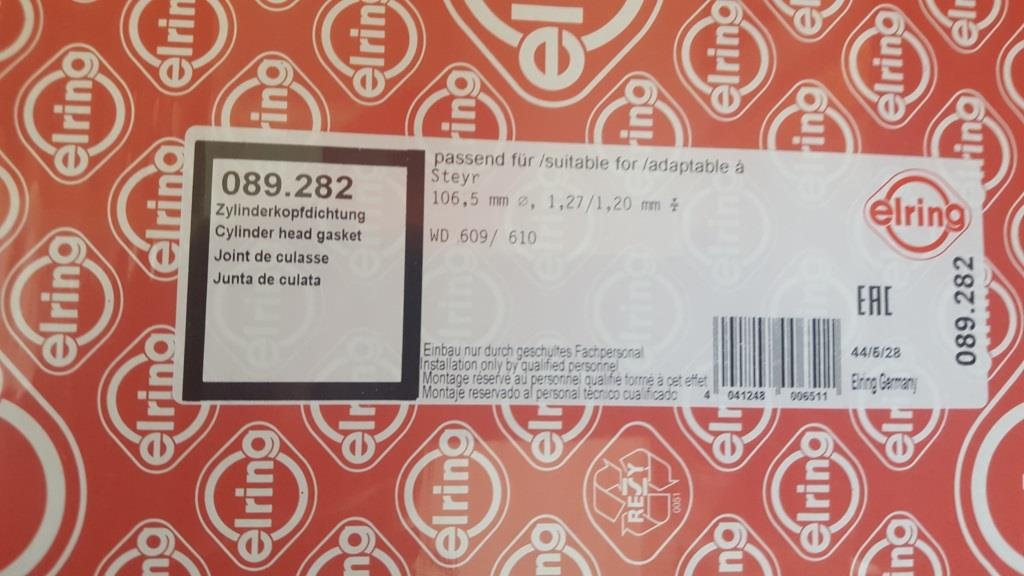 089.282
Zylinderkopfdichtung
Cylinder head gasket
Joint de culasse
Junta de culata
passend für /suitable for /adaptable à
Steyr
106,5 mm ⌀, 1,27/1,20 mm
WD 609/ 610
Einbau nur durch geschultes Fachpersonal
Installation only by qualified personnel
Montage réservé au personnel qualifié formé à cet effet
Montaje reservado al personal técnico cualificado
4 041248 006511
elring
EAC
44/6/28
Elring Germany
089.282
elring
RESY
0051